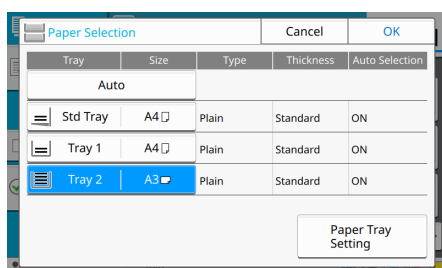 Paper Selection Cancel OK
Tray Size Type Thickness Auto Selection
Auto
Std Tray A4 Plain Standard ON
Tray 1 A4 Plain Standard ON
Tray 2 A3 Plain Standard ON
Paper Tray
Setting